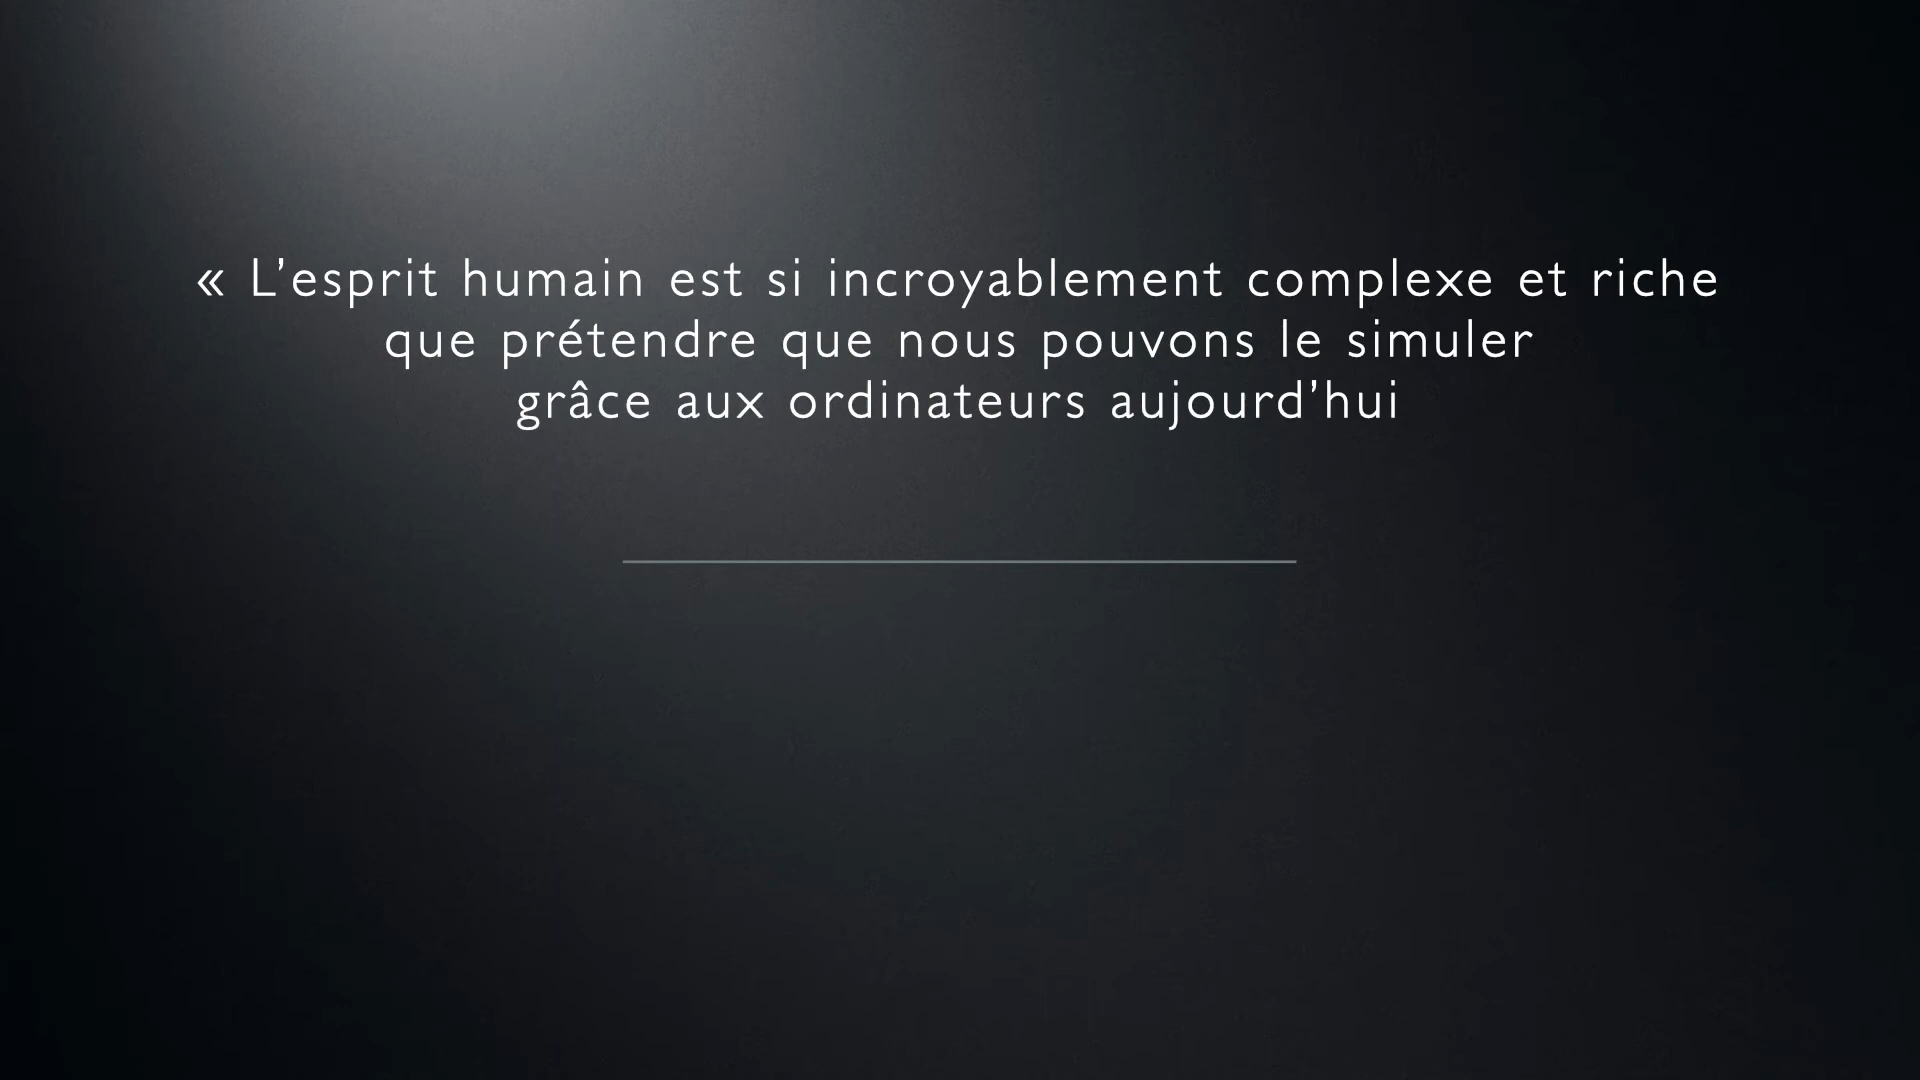 « L’esprit humain est si incroyablement complexe et riche
que prétendre que nous pouvons le simuler
grâce aux ordinateurs aujourd’hui